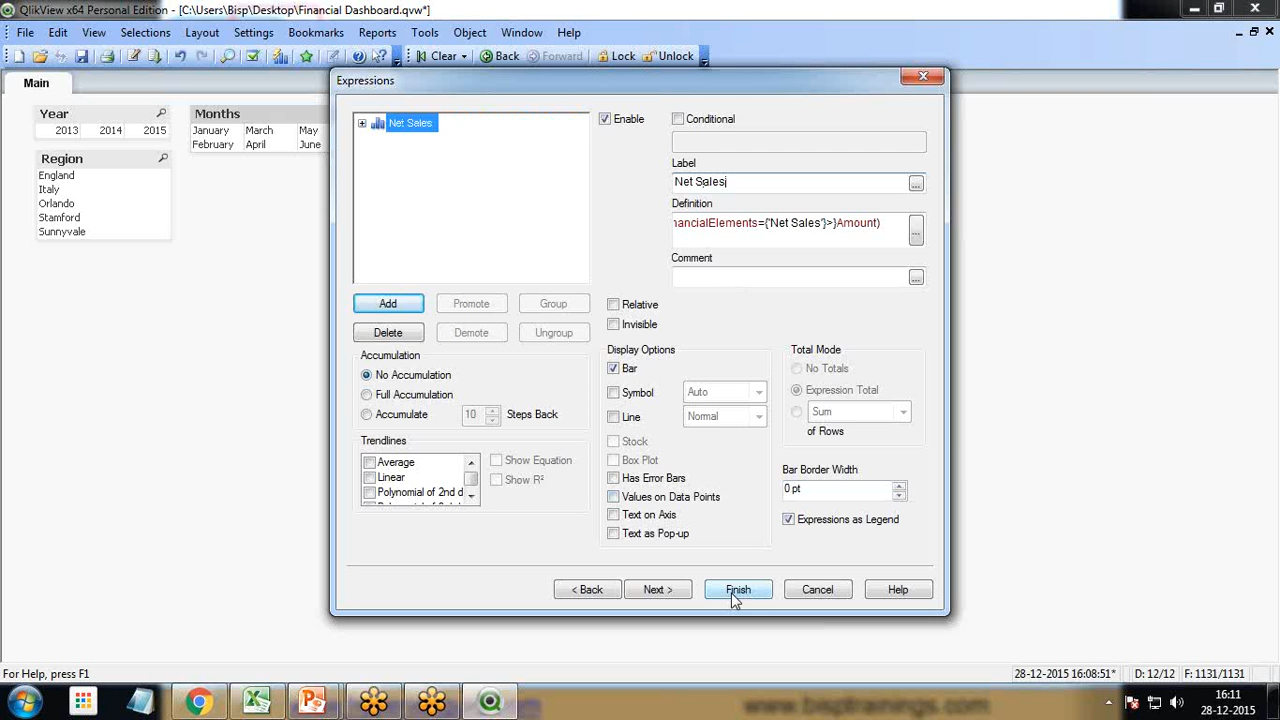 QlikView x64 Personal Edition - [C:\Users\Bisp\Desktop\Financial Dashboard.qvw*]
File Edit View Selections Layout Settings Bookmarks Reports Tools Object Window Help
Clear Back Forward Lock Unlock
Main
Year
2013 2014 2015
Months
January March May
February April June
Region
England
Italy
Orlando
Stamford
Sunnyvale
Expressions
Net Sales
Enable
Conditional
Label
Net Sales
Definition
nancialElements={'Net Sales'}>}Amount)
Comment
Add Promote Group
Delete Demote Ungroup
Relative
Invisible
Accumulation
No Accumulation
Full Accumulation
Accumulate 10 Steps Back
Trendlines
Average
Linear
Polynomial of 2nd d
Show Equation
Show R²
Display Options
Bar
Symbol Auto
Line Normal
Stock
Box Plot
Has Error Bars
Values on Data Points
Text on Axis
Text as Pop-up
Total Mode
No Totals
Expression Total
Sum
of Rows
Bar Border Width
0 pt
Expressions as Legend
< Back Next > Finish Cancel Help
For Help, press F1
28-12-2015 16:08:51* D: 12/12 F: 1131/1131
www.bisptrainings.com
16:11
28-12-2015